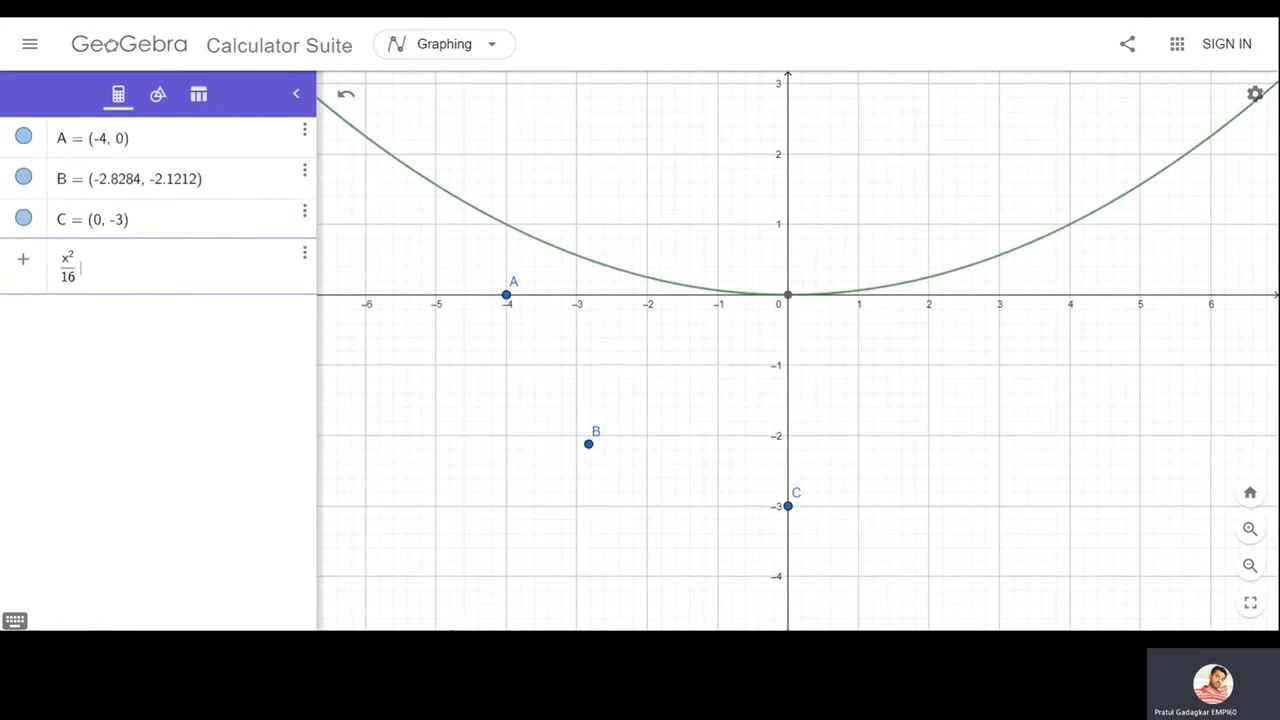 GeoGebra Calculator Suite Graphing SIGN IN
A = (-4, 0)
B = (-2.8284, -2.1212)
C = (0, -3)
x²
16
3
2
1
A
-6 -5 -4 -3 -2 -1 0 1 2 3 4 5 6
-1
B
-2
C
-3
-4
Pratul Gadagkar EMP160